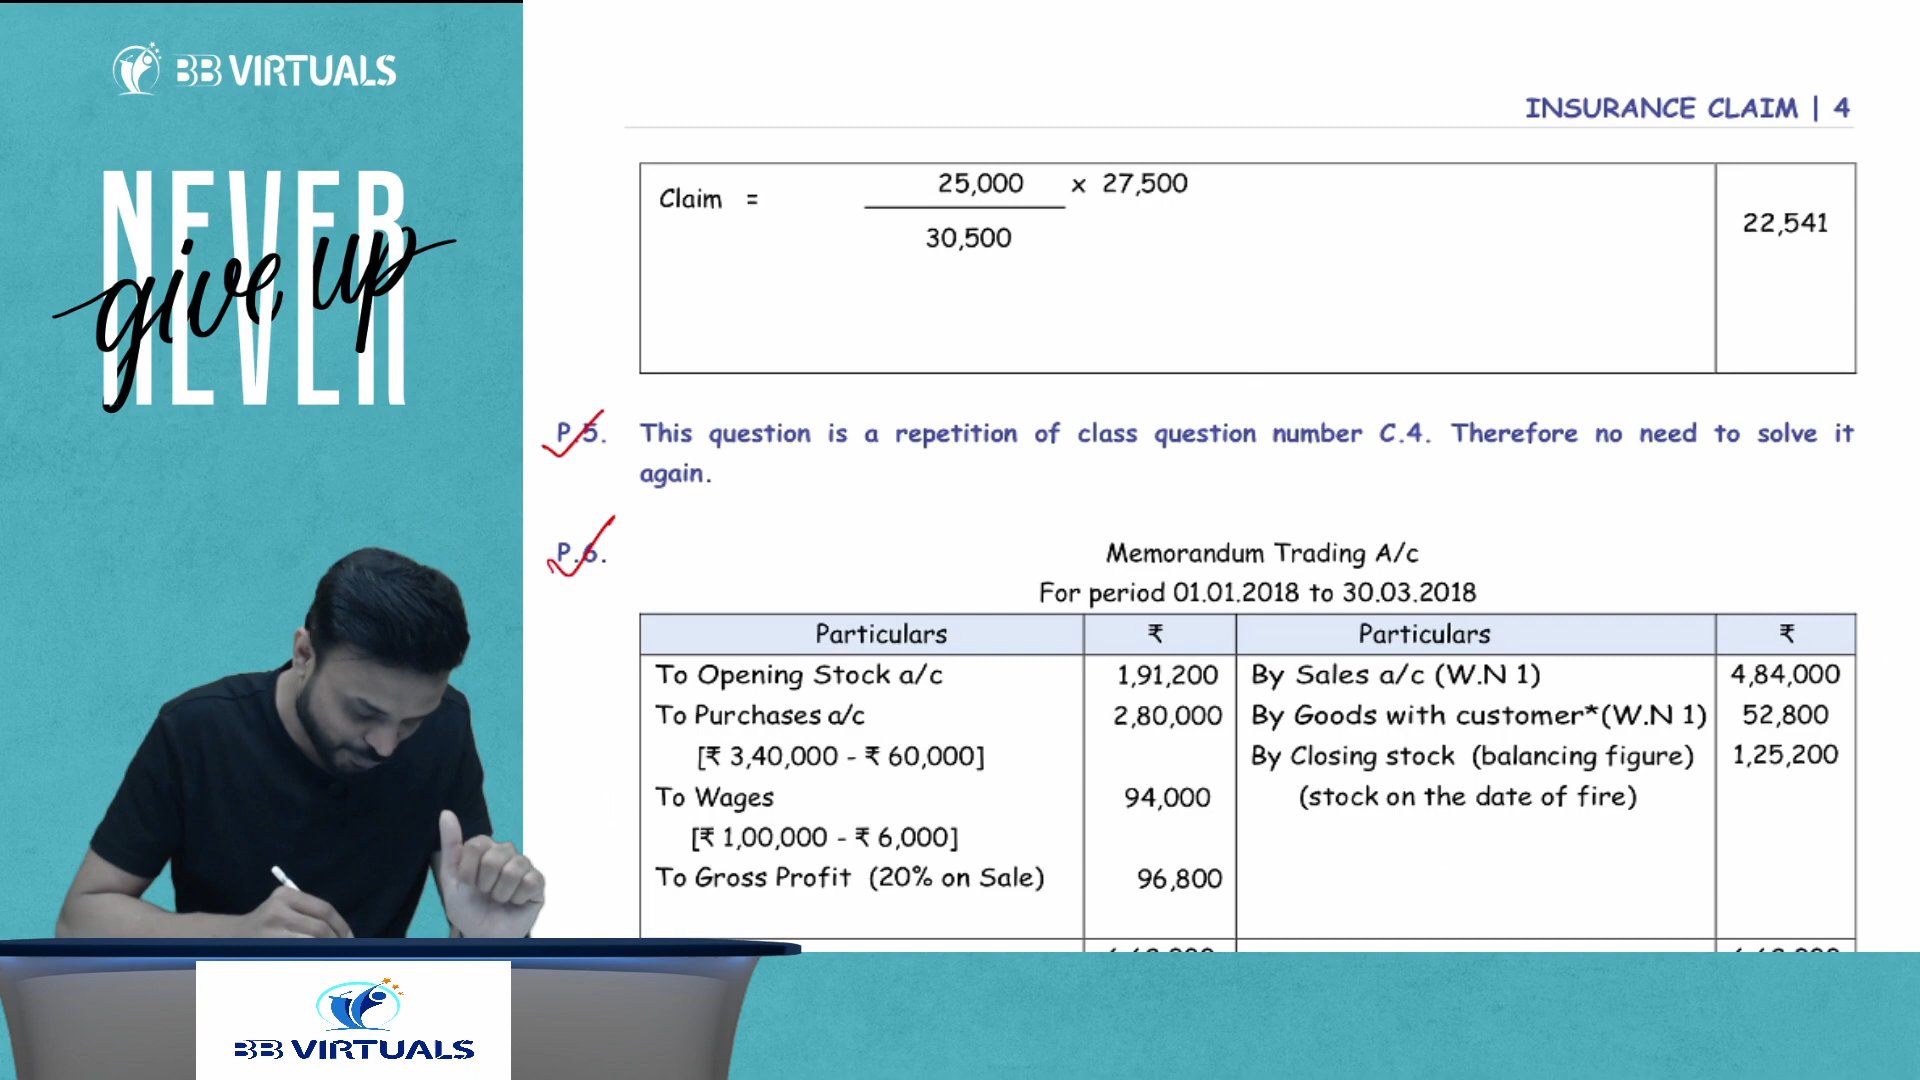 BB VIRTUALS
NEVER
give up
NEVER
INSURANCE CLAIM | 4
Claim = 25,000 x 27,500
30,500
22,541
P.5. This question is a repetition of class question number C.4. Therefore no need to solve it
again.
P.6.
Memorandum Trading A/c
For period 01.01.2018 to 30.03.2018
Particulars ₹ Particulars ₹
To Opening Stock a/c 1,91,200 By Sales a/c (W.N 1) 4,84,000
To Purchases a/c 2,80,000 By Goods with customer*(W.N 1) 52,800
[₹ 3,40,000 - ₹ 60,000] By Closing stock (balancing figure) 1,25,200
To Wages 94,000 (stock on the date of fire)
[₹ 1,00,000 - ₹ 6,000]
To Gross Profit (20% on Sale) 96,800
BB VIRTUALS